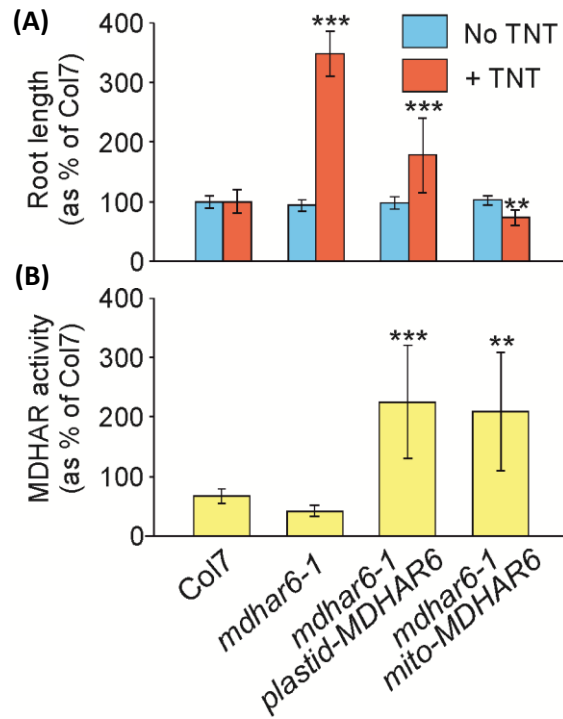 (A)
Root length
(as % of Col7)
400
300
200
100
0
***
***
**
No TNT
+ TNT
(B)
MDHAR activity
(as % of Col7)
400
300
200
100
0
***
**
Col7
mdhar6-1
mdhar6-1
plastid-MDHAR6
mdhar6-1
mito-MDHAR6